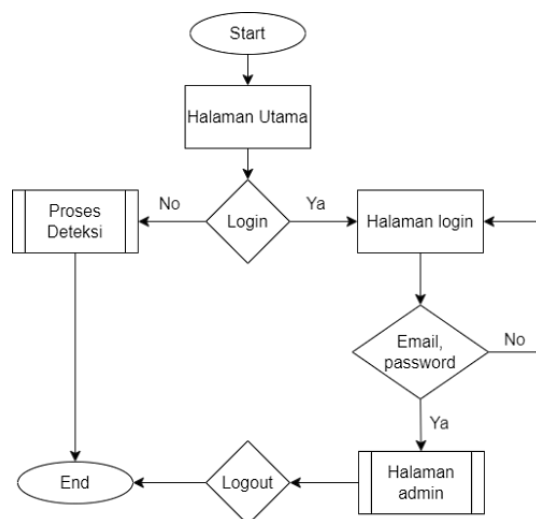 Start
Halaman Utama
No
Ya
Proses
Deteksi
Login
Halaman login
Email,
password
No
Ya
End
Logout
Halaman
admin